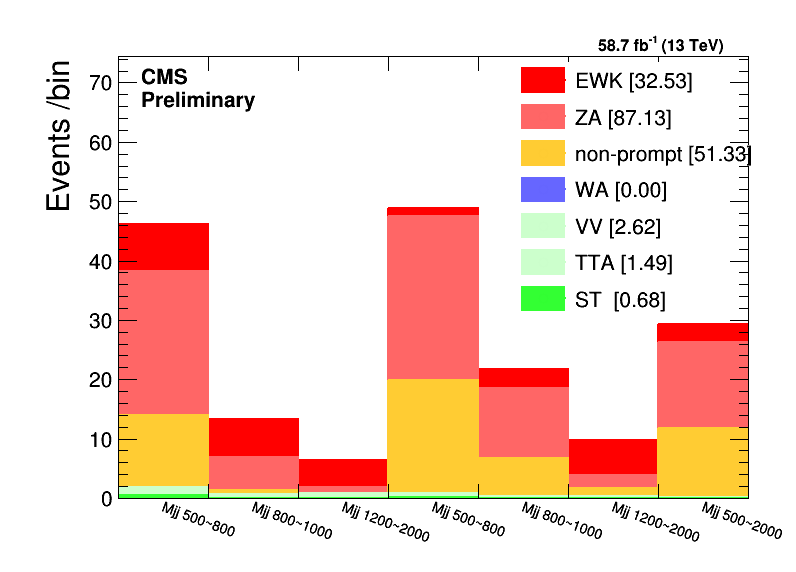 58.7 fb-1 (13 TeV)
CMS
Preliminary
Events /bin
70
60
50
40
30
20
10
0
EWK [32.53]
ZA [87.13]
non-prompt [51.33]
WA [0.00]
VV [2.62]
TTA [1.49]
ST [0.68]
Mjj 500~800
Mjj 800~1000
Mjj 1200~2000
Mjj 500~800
Mjj 800~1000
Mjj 1200~2000
Mjj 500~2000